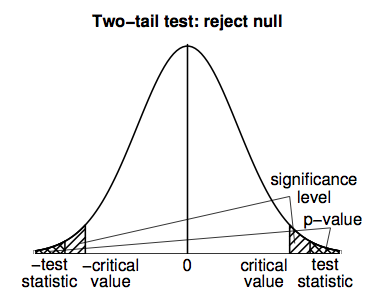 Two−tail test: reject null
significance
level
p−value
−test
statistic
−critical
value
0
critical
value
test
statistic